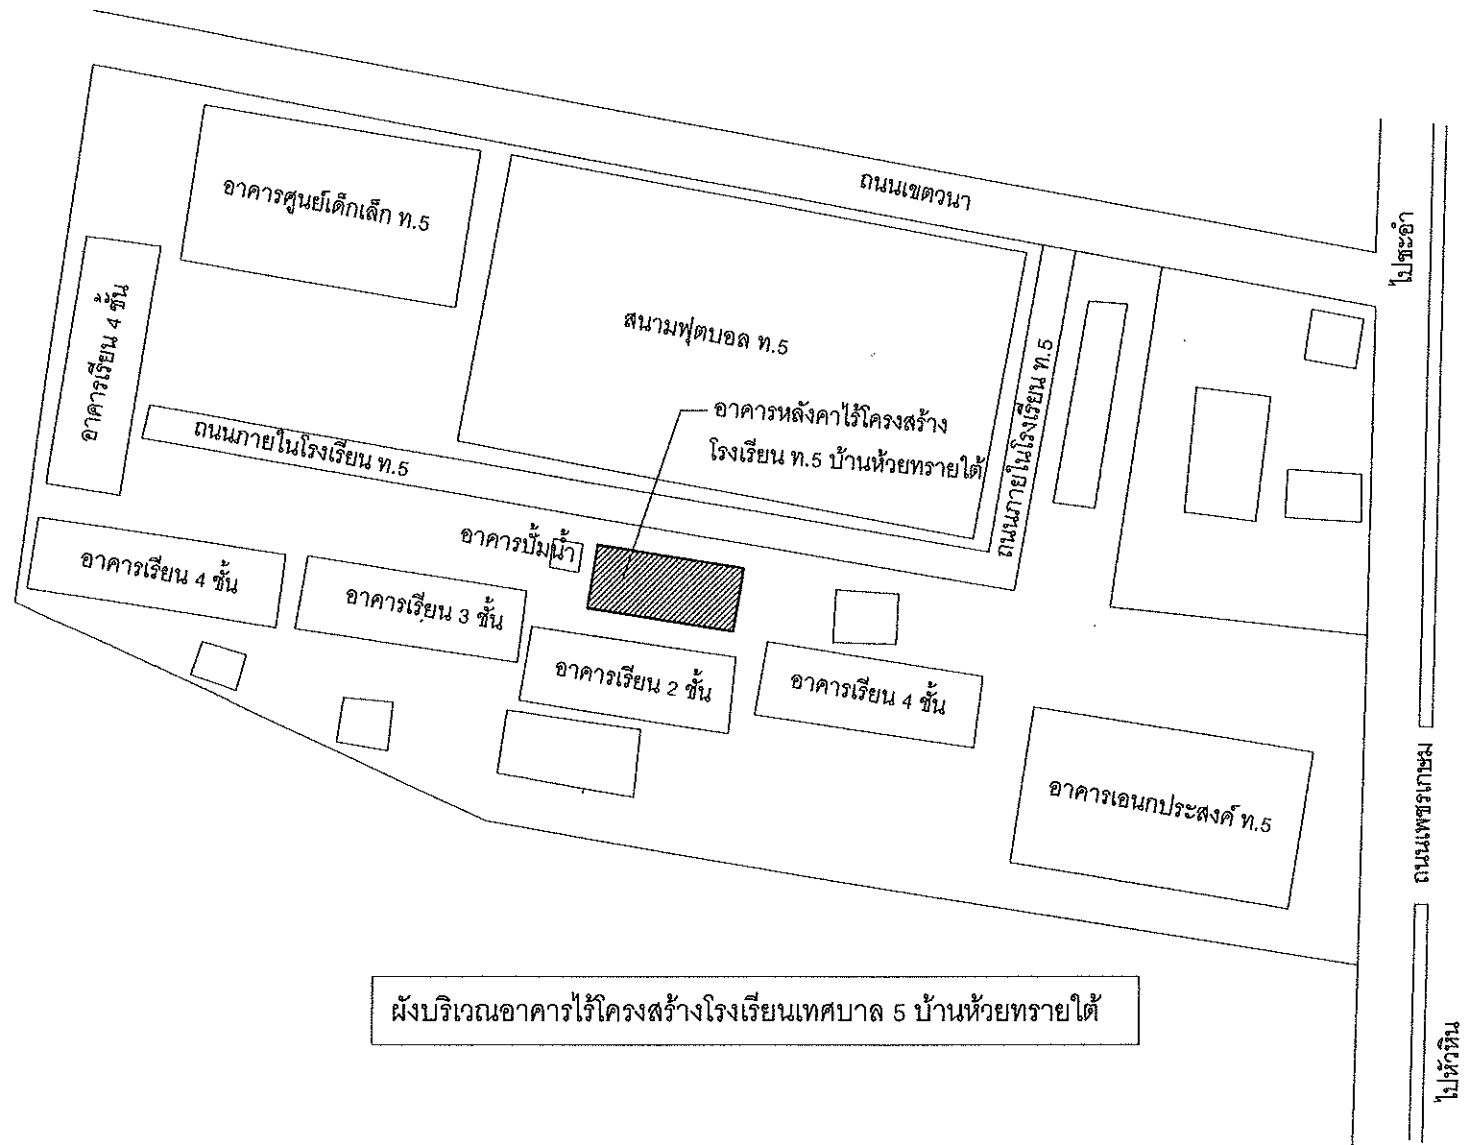 ถนนเขตวนา
ไปชะอำ
อาคารศูนย์เด็กเล็ก ท.5
อาคารเรียน 4 ชั้น
สนามฟุตบอล ท.5
ถนนภายในโรงเรียน ท.5
อาคารหลังคาไร้โครงสร้าง
โรงเรียน ท.5 บ้านห้วยทรายใต้
ถนนภายในโรงเรียน ท.5
อาคารปั้มน้ำ
อาคารเรียน 4 ชั้น
อาคารเรียน 3 ชั้น
อาคารเรียน 2 ชั้น
อาคารเรียน 4 ชั้น
อาคารเอนกประสงค์ ท.5
ถนนเพชรเกษม
ผังบริเวณอาคารไร้โครงสร้างโรงเรียนเทศบาล 5 บ้านห้วยทรายใต้
ไปหัวหิน